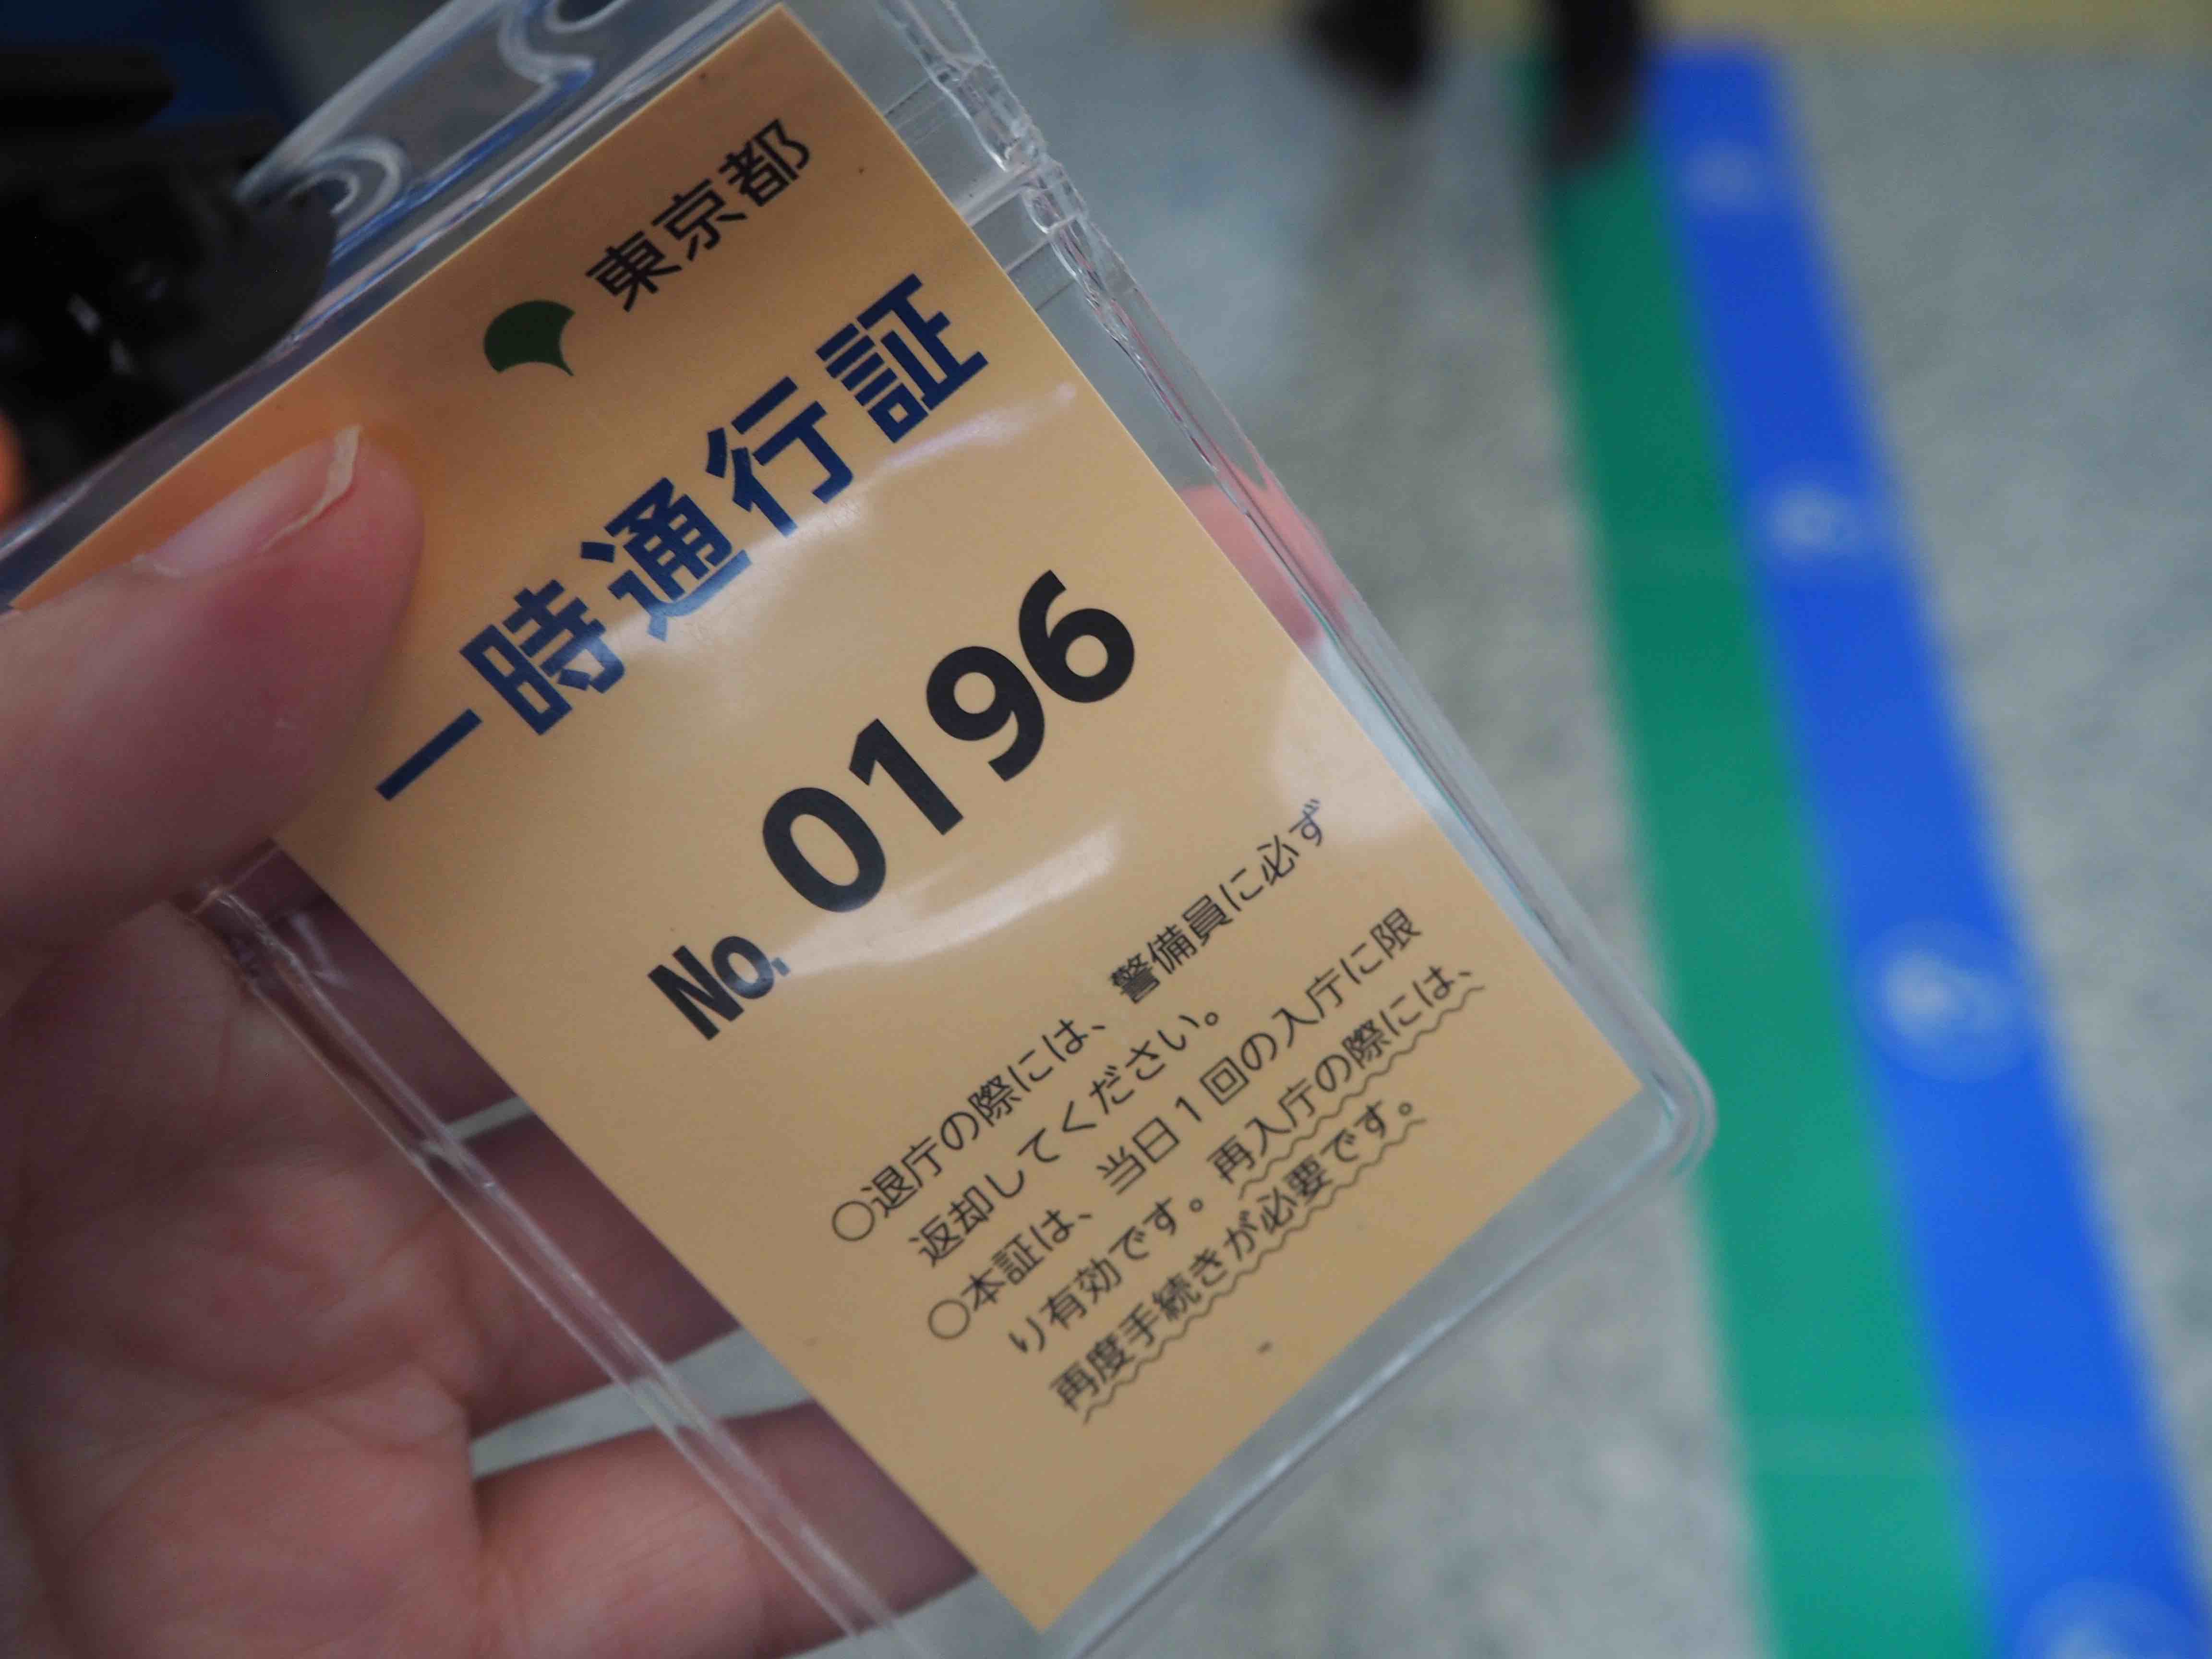 東京都
一時通行証
№ 0196
○退庁の際には、警備員に必ず
返却してください。
○本証は、当日1回の入庁に限
り有効です。再入庁の際には、
再度手続きが必要です。